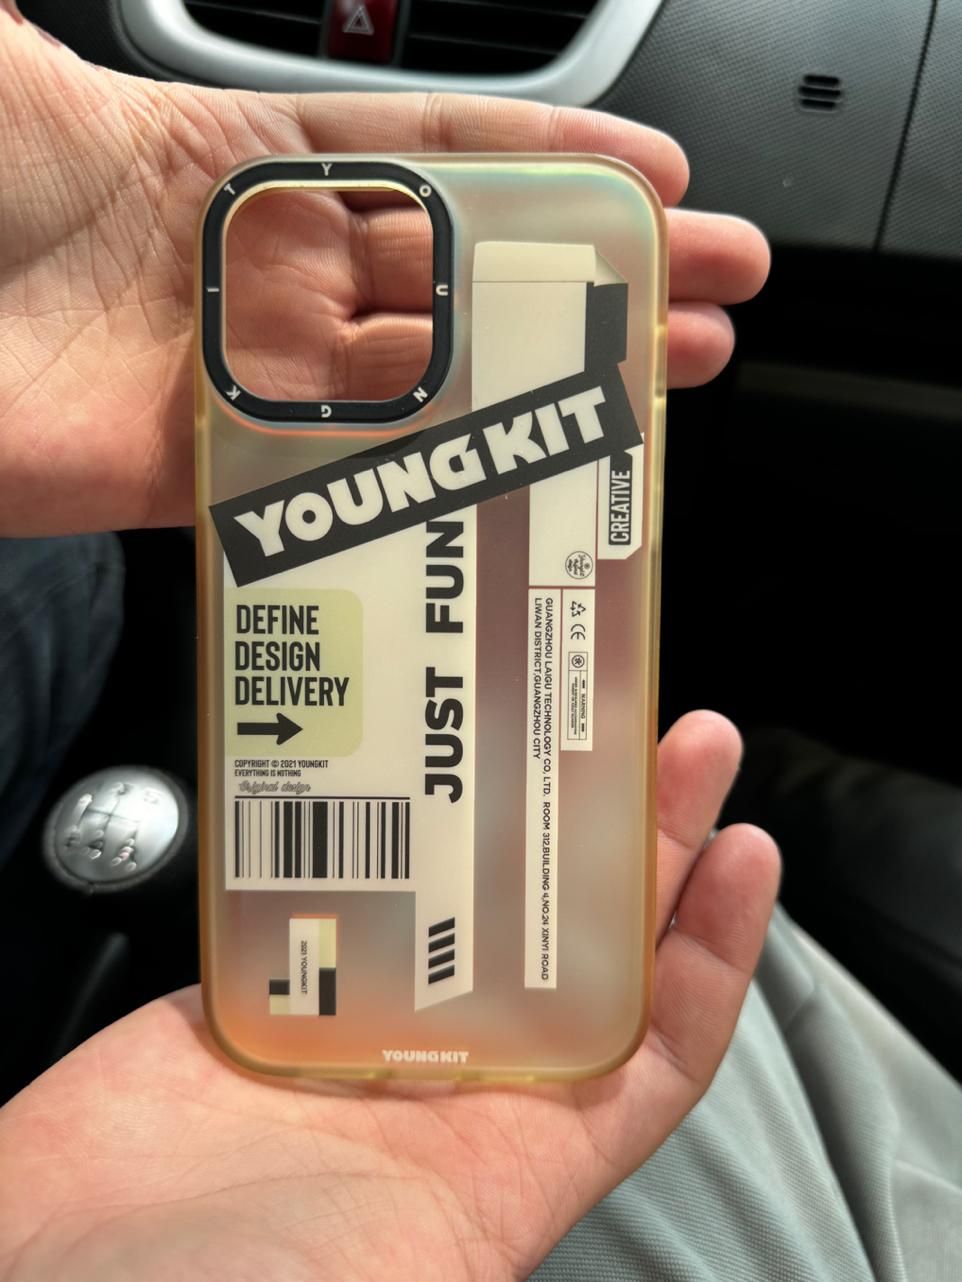 Y O U N G K I T
YOUNGKIT
CREATIVE
JUST FUN
DEFINE
DESIGN
DELIVERY
COPYRIGHT © 2021 YOUNGKIT
EVERYTHING IS NOTHING
Original design
CE
WARNING
GUANGZHOU LAIGU TECHNOLOGY CO, LTD. ROOM 312,BUILDING 4,NO.24 XINYI ROAD
LIWAN DISTRICT,GUANGZHOU CITY
2021 YOUNGKIT
YOUNGKIT